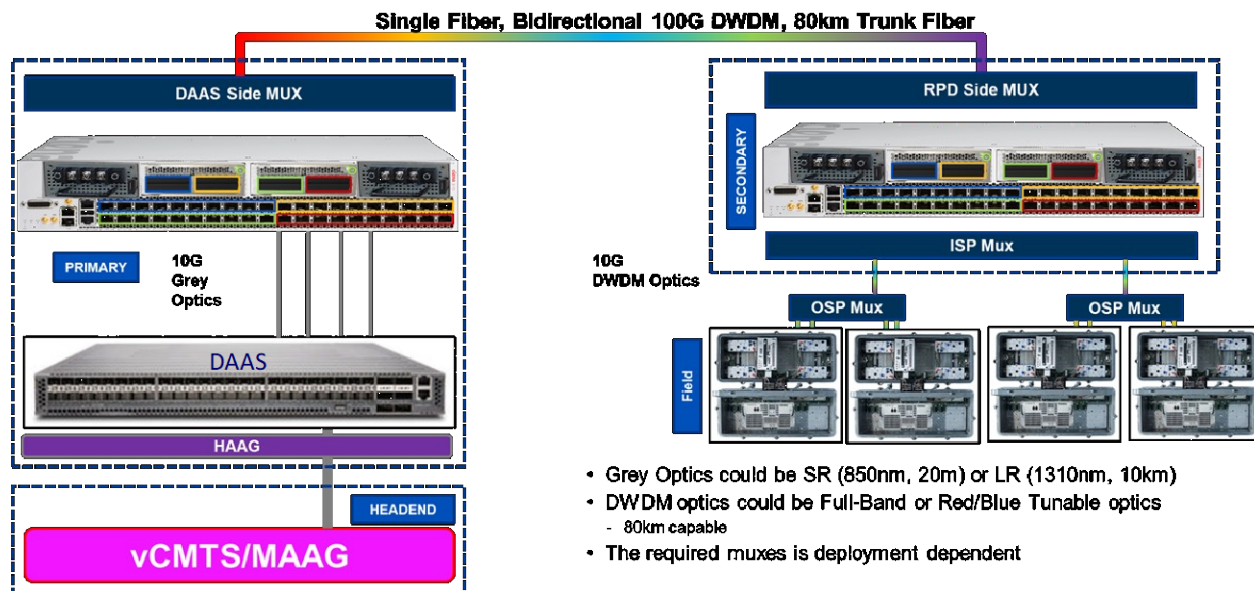 Single Fiber, Bidirectional 100G DWDM, 80km Trunk Fiber
DAAS Side MUX
PRIMARY
10G
Grey
Optics
DAAS
HAAG
HEADEND
vCMTS/MAAG
RPD Side MUX
SECONDARY
ISP Mux
10G
DWDM Optics
OSP Mux
OSP Mux
Field
• Grey Optics could be SR (850nm, 20m) or LR (1310nm, 10km)
• DWDM optics could be Full-Band or Red/Blue Tunable optics
- 80km capable
• The required muxes is deployment dependent